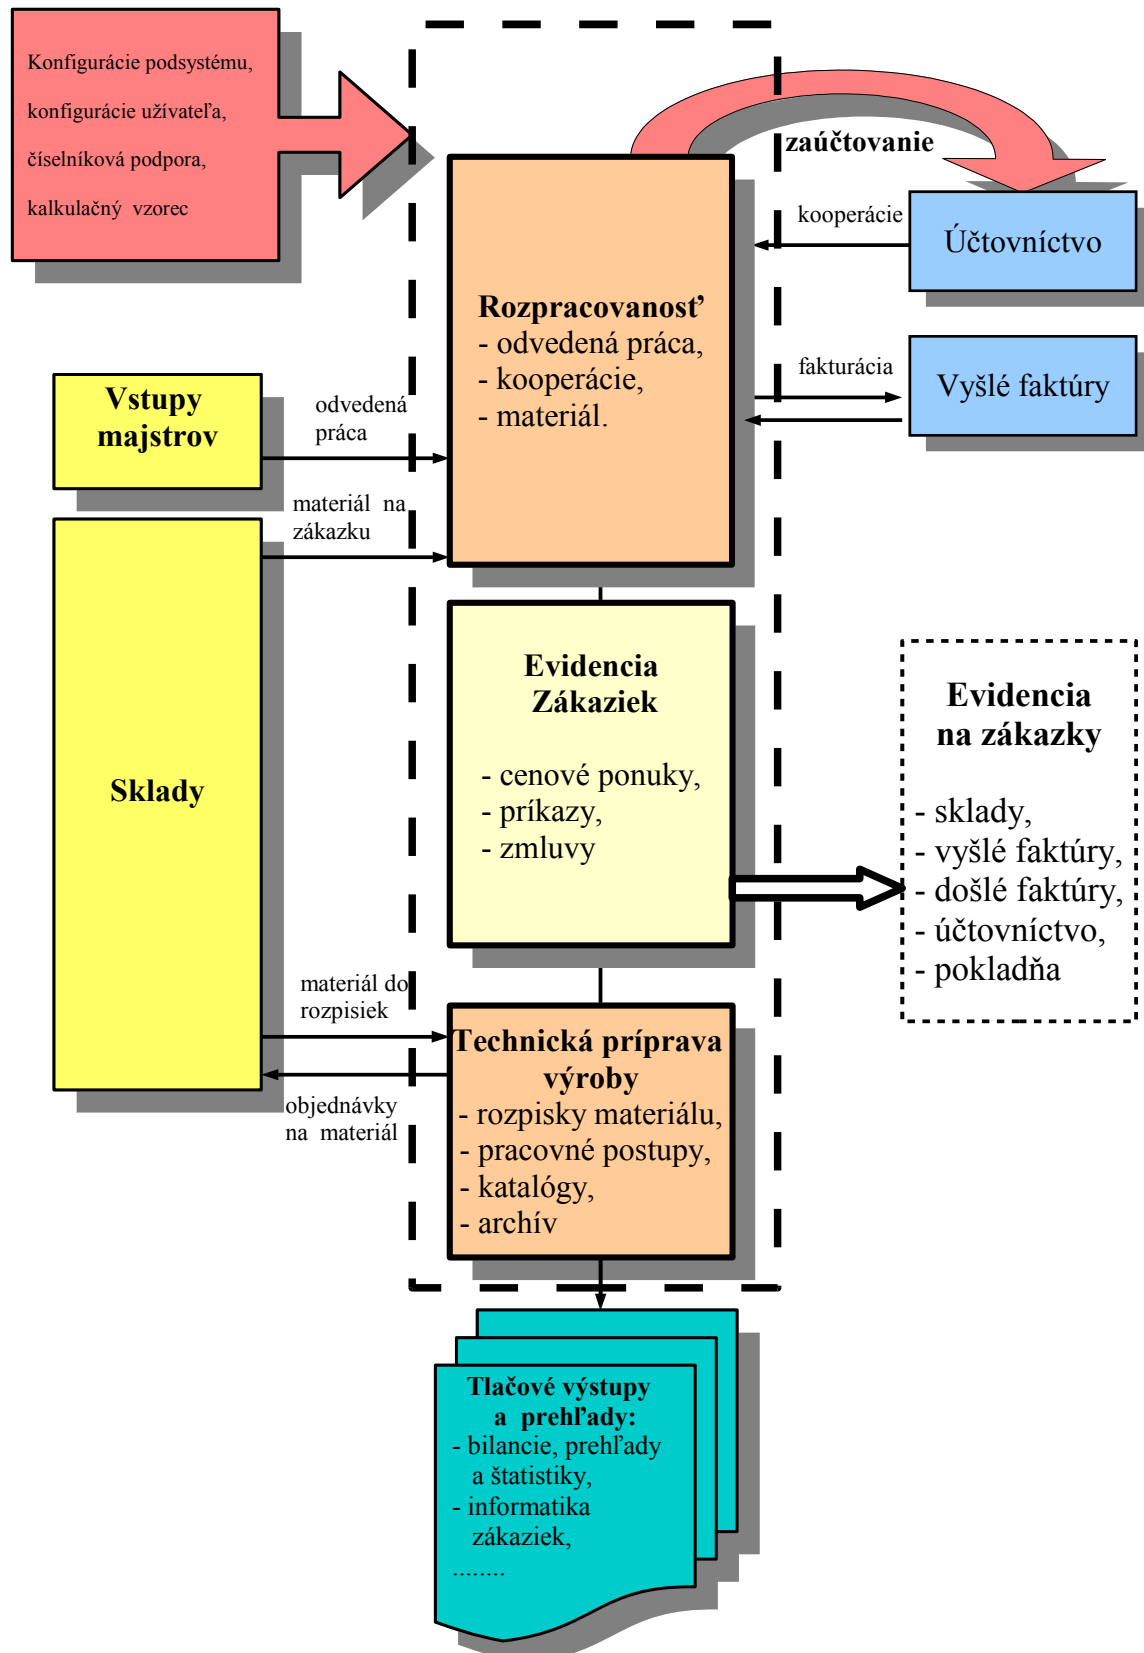 Konfigurácie podsystému,
konfigurácie užívateľa,
číselníková podpora,
kalkulačný vzorec
zaúčtovanie
kooperácie
Účtovníctvo
Rozpracovanosť
- odvedená práca,
- kooperácie,
- materiál.
fakturácia
Vyšlé faktúry
Vstupy
majstrov
odvedená
práca
materiál na
zákazku
Sklady
Evidencia
Zákaziek
- cenové ponuky,
- príkazy,
- zmluvy
Evidencia
na zákazky
- sklady,
- vyšlé faktúry,
- došlé faktúry,
- účtovníctvo,
- pokladňa
materiál do
rozpisiek
objednávky
na materiál
Technická príprava
výroby
- rozpisky materiálu,
- pracovné postupy,
- katalógy,
- archív
Tlačové výstupy
a prehľady:
- bilancie, prehľady
a štatistiky,
- informatika
zákaziek,
........